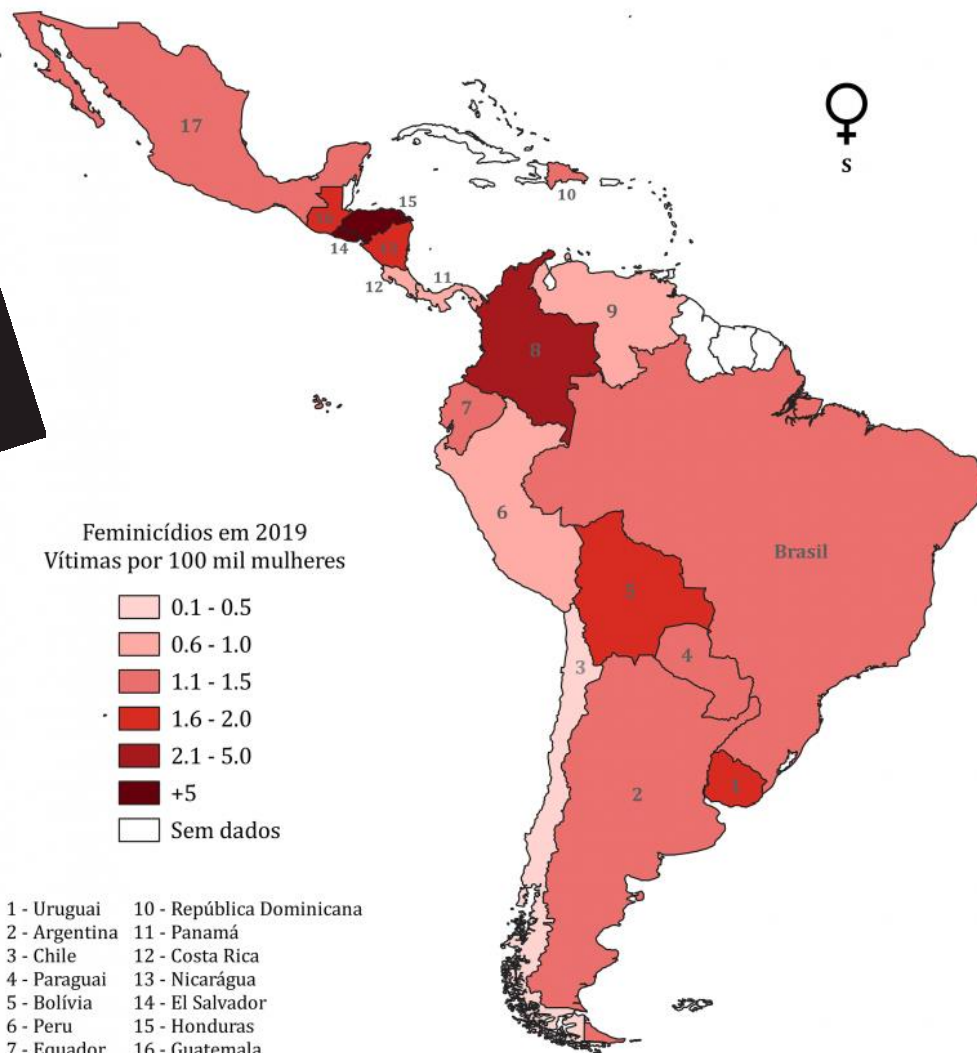 17
S
10
15
16
14
13
12
11
9
8
7
6
Brasil
5
4
3
2
1
Feminicídios em 2019
Vítimas por 100 mil mulheres
0.1 - 0.5
0.6 - 1.0
1.1 - 1.5
1.6 - 2.0
2.1 - 5.0
+5
Sem dados
1 - Uruguai 10 - República Dominicana
2 - Argentina 11 - Panamá
3 - Chile 12 - Costa Rica
4 - Paraguai 13 - Nicarágua
5 - Bolívia 14 - El Salvador
6 - Peru 15 - Honduras
7 - Equador 16 - Guatemala